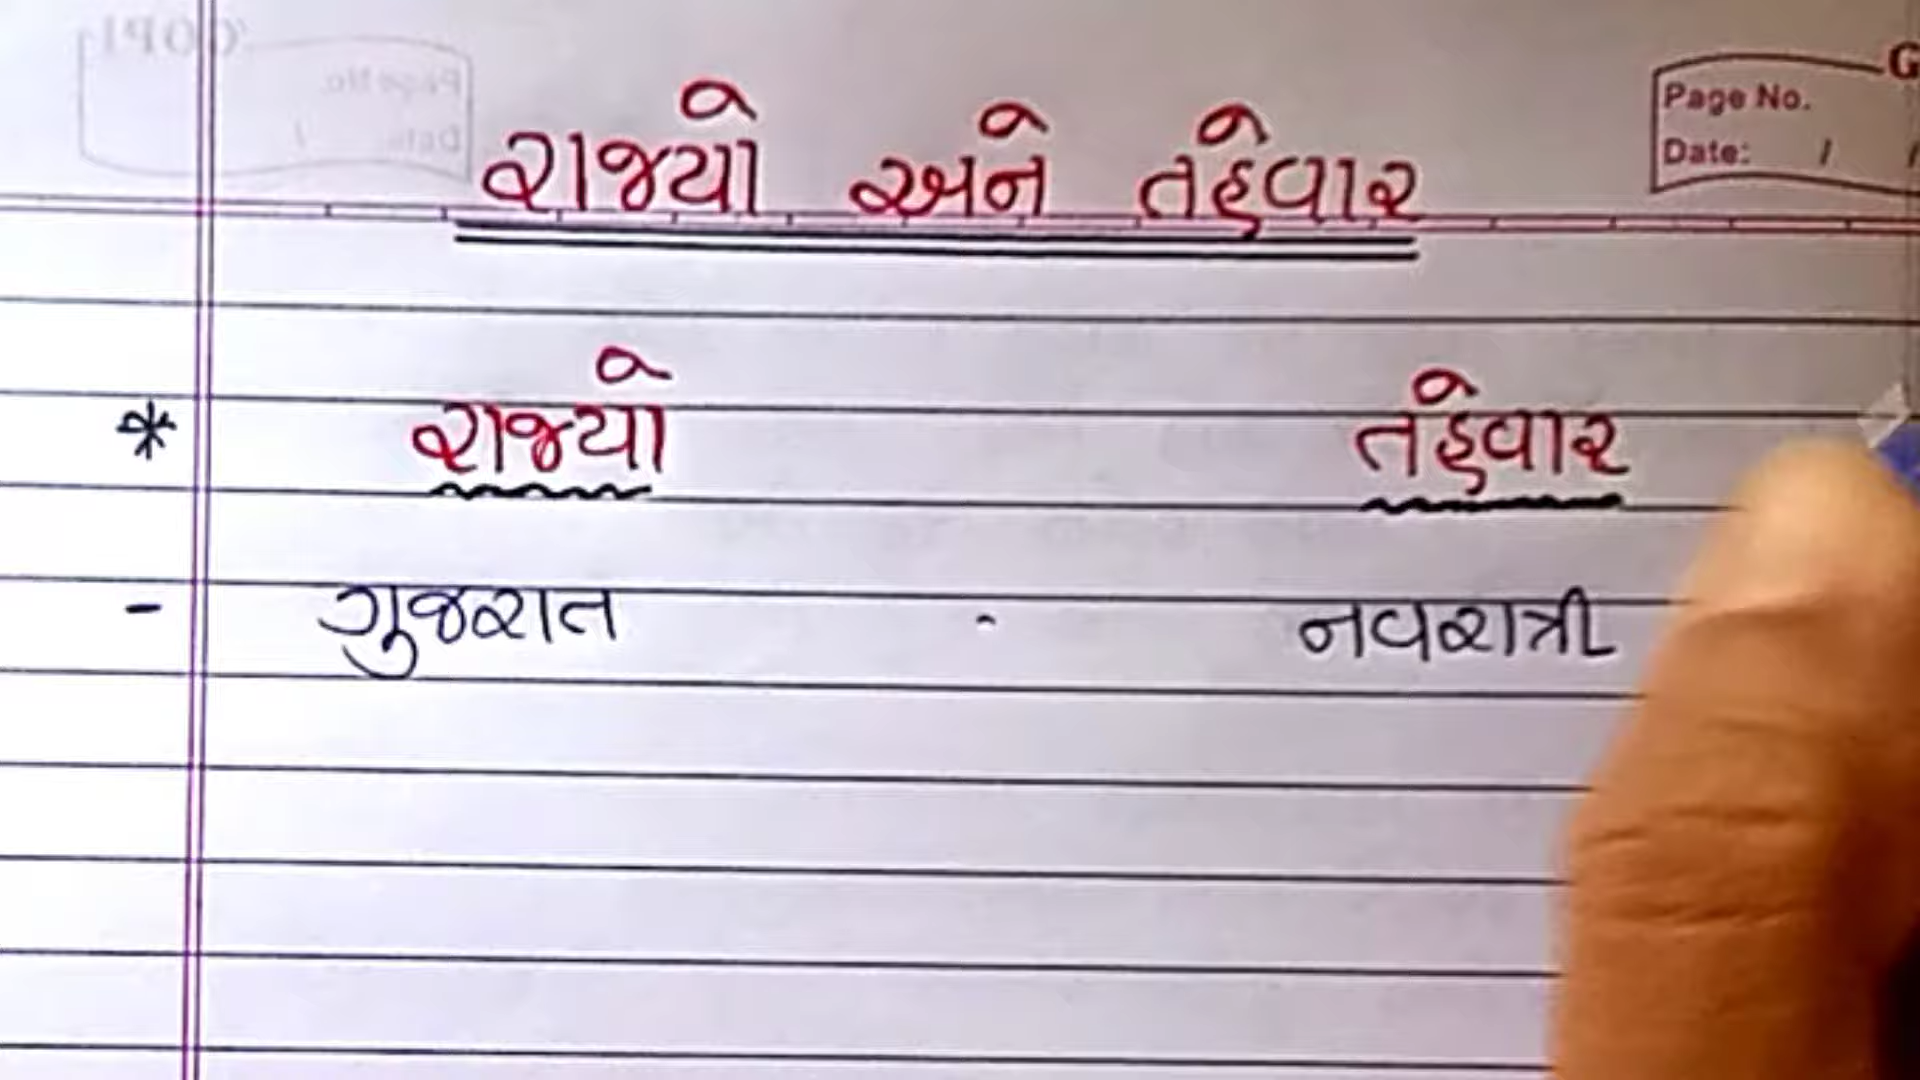 Page No.
Date: / /
રાજ્યો અને તહેવાર
* રાજ્યો તહેવાર
- ગુજરાત - નવરાત્રી